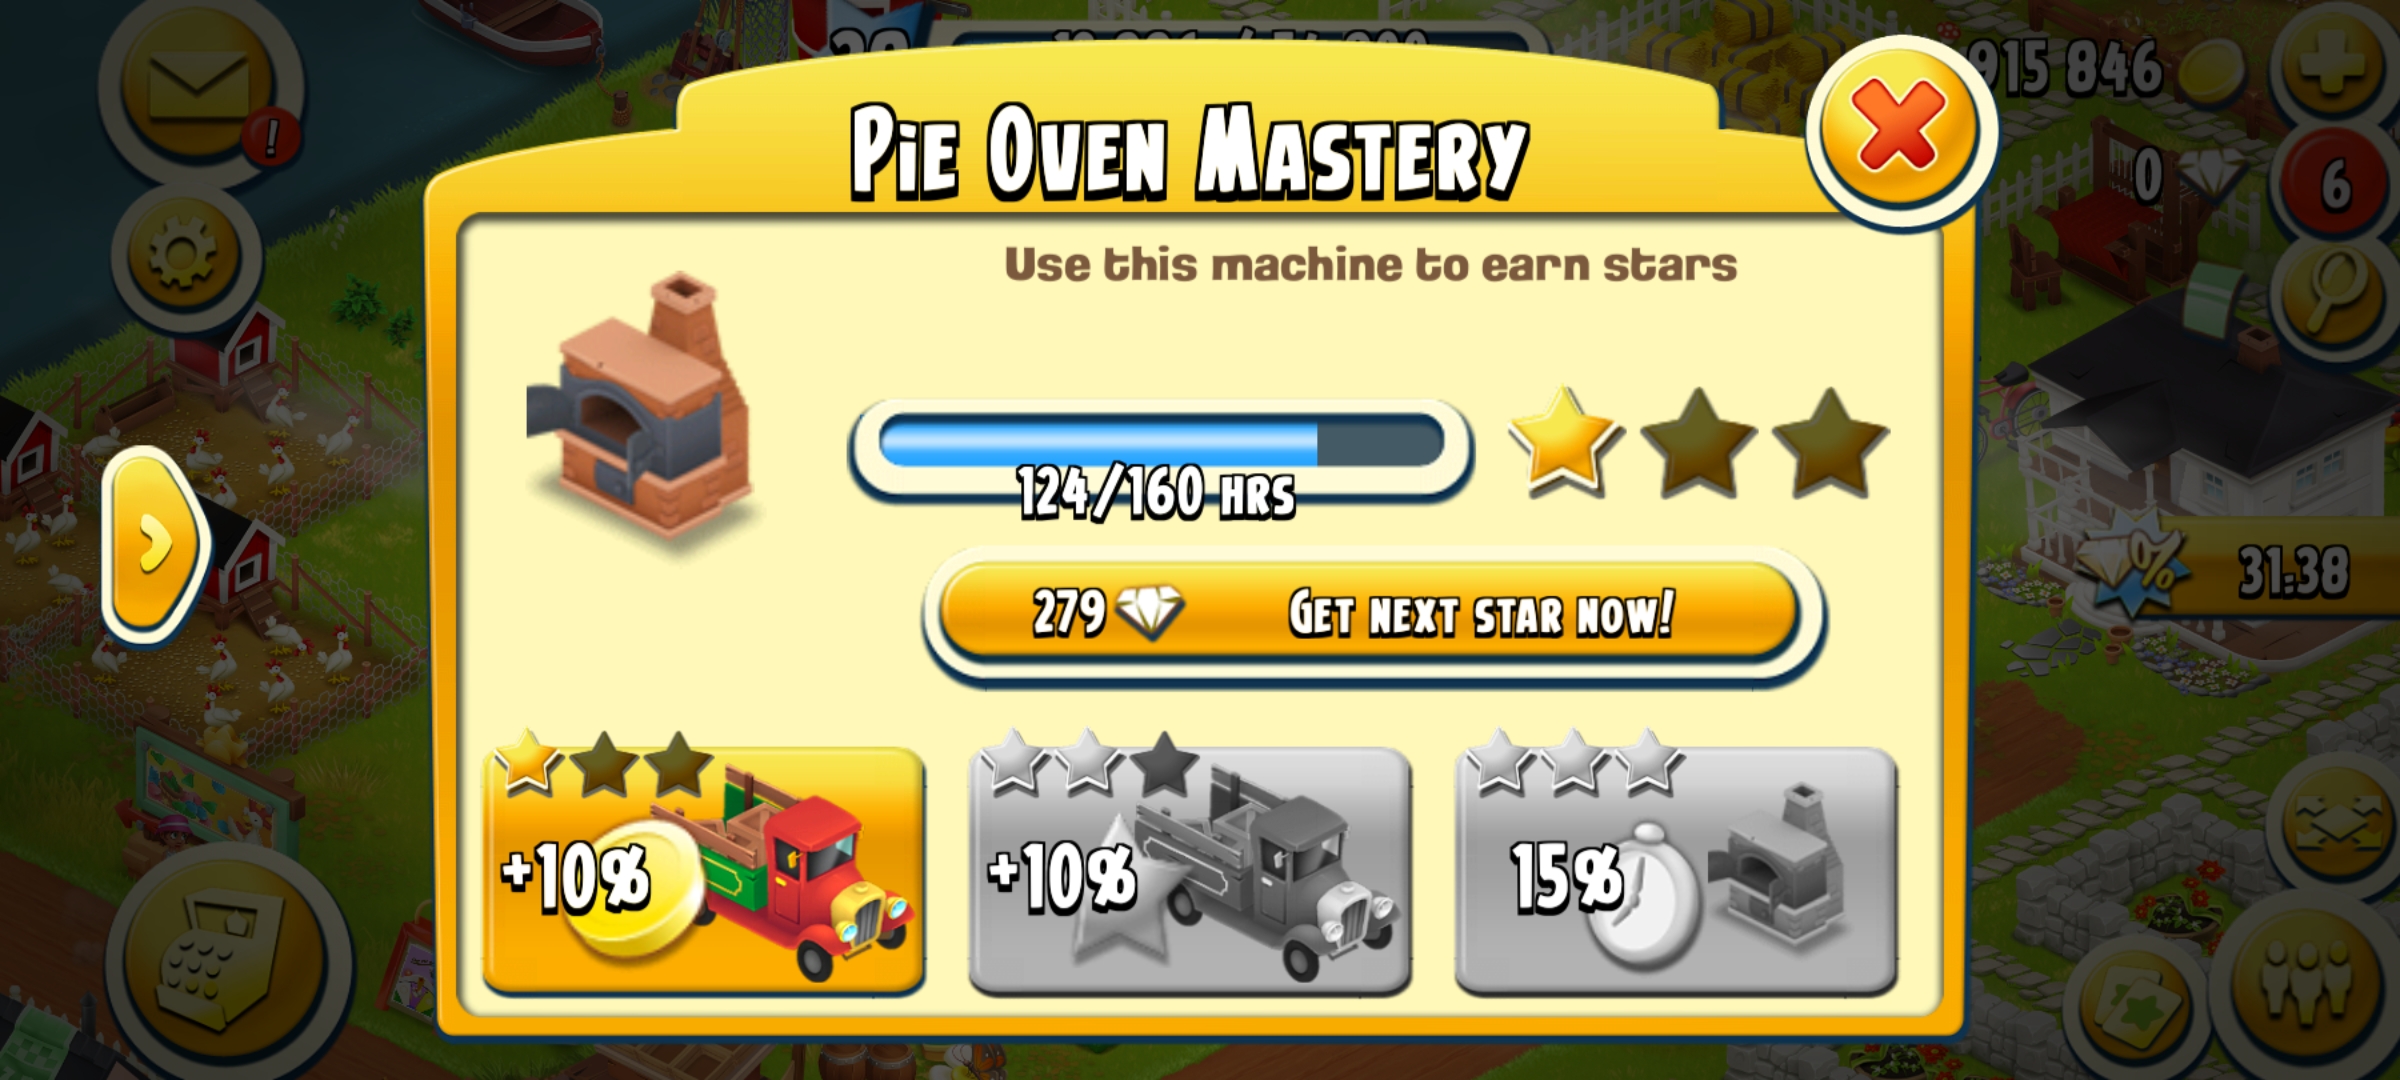 915 846
Pie Oven Mastery
!
0
6
Use this machine to earn stars
124/160 HRS
31:38
279 Get next star now!
+10%
+10%
15%
%